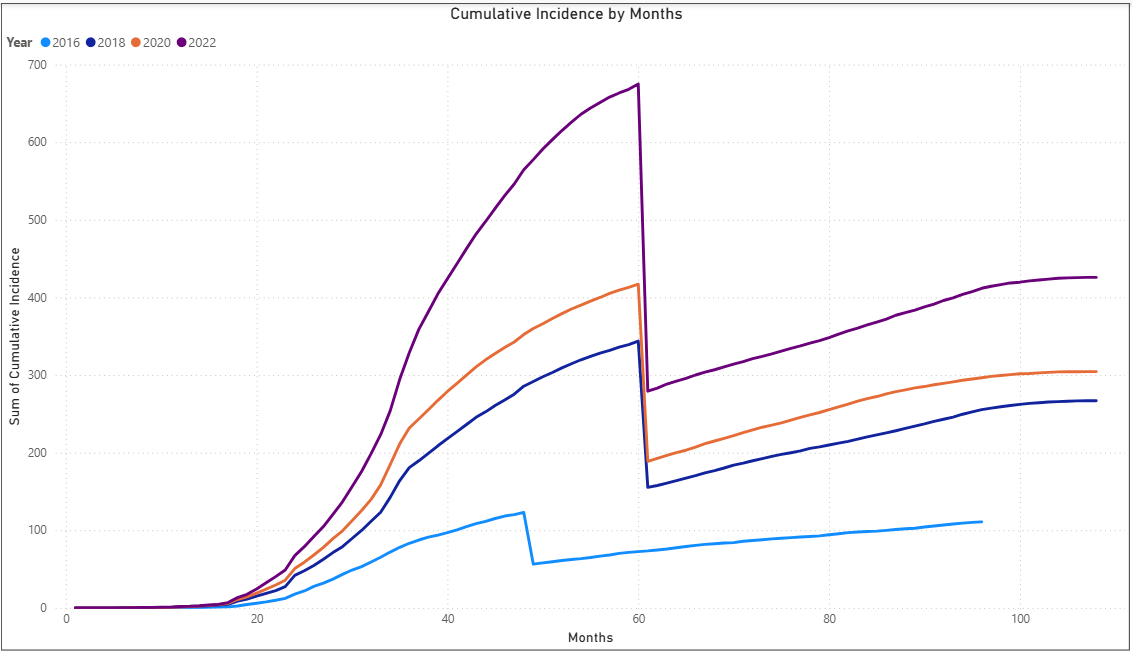 Cumulative Incidence by Months
Year 2016 2018 2020 2022
700
600
500
400
300
200
100
0
Sum of Cumulative Incidence
0 20 40 60 80 100
Months